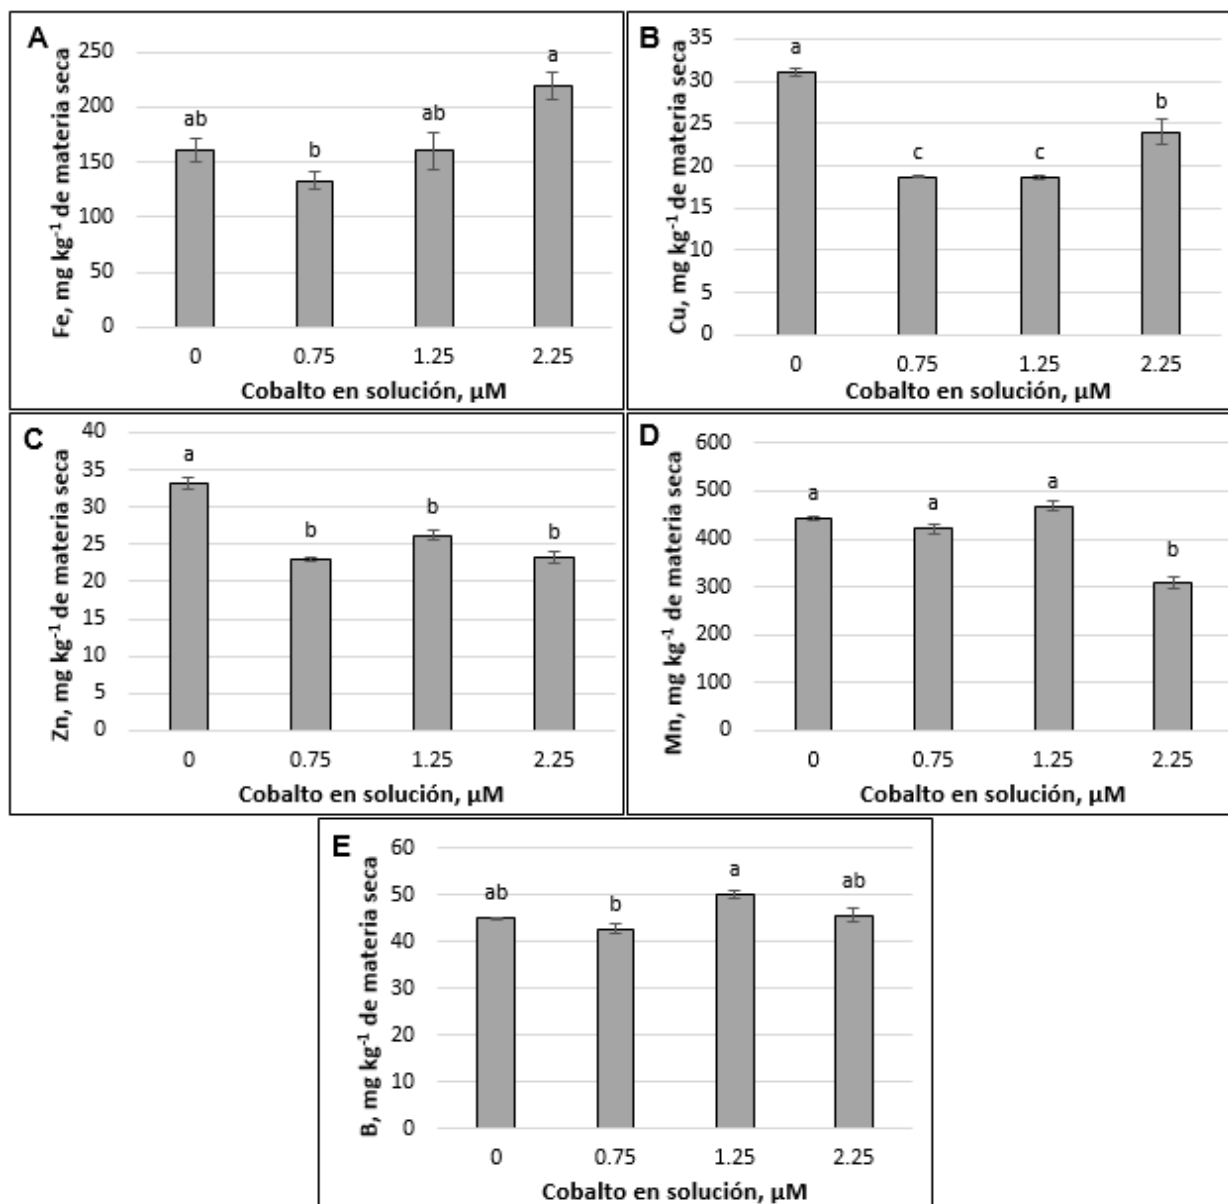 A
Fe, mg kg⁻¹ de materia seca
250
200
150
100
50
0
ab
b
ab
a
0 0.75 1.25 2.25
Cobalto en solución, µM
B
Cu, mg kg⁻¹ de materia seca
35
30
25
20
15
10
5
0
a
c
c
b
0 0.75 1.25 2.25
Cobalto en solución, µM
C
Zn, mg kg⁻¹ de materia seca
40
35
30
25
20
15
10
5
0
a
b
b
b
0 0.75 1.25 2.25
Cobalto en solución, µM
D
Mn, mg kg⁻¹ de materia seca
600
500
400
300
200
100
0
a
a
a
b
0 0.75 1.25 2.25
Cobalto en solución, µM
E
B, mg kg⁻¹ de materia seca
60
50
40
30
20
10
0
ab
b
a
ab
0 0.75 1.25 2.25
Cobalto en solución, µM